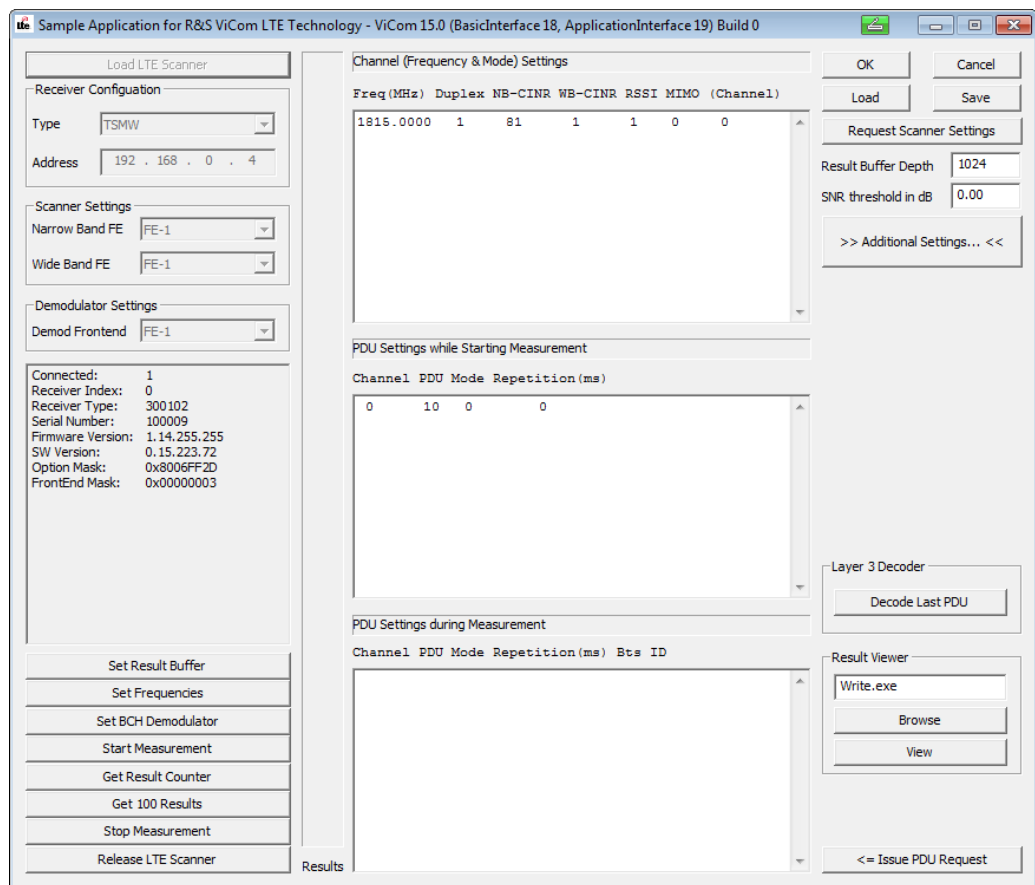 lte Sample Application for R&S ViCom LTE Technology - ViCom 15.0 (BasicInterface 18, ApplicationInterface 19) Build 0
Load LTE Scanner
Receiver Configuation
Type TSMW
Address 192 . 168 . 0 . 4
Scanner Settings
Narrow Band FE FE-1
Wide Band FE FE-1
Demodulator Settings
Demod Frontend FE-1
Connected: 1
Receiver Index: 0
Receiver Type: 300102
Serial Number: 100009
Firmware Version: 1.14.255.255
SW Version: 0.15.223.72
Option Mask: 0x8006FF2D
FrontEnd Mask: 0x00000003
Set Result Buffer
Set Frequencies
Set BCH Demodulator
Start Measurement
Get Result Counter
Get 100 Results
Stop Measurement
Release LTE Scanner
Results
Channel (Frequency & Mode) Settings
Freq(MHz) Duplex NB-CINR WB-CINR RSSI MIMO (Channel)
1815.0000 1 81 1 1 0 0
PDU Settings while Starting Measurement
Channel PDU Mode Repetition(ms)
0 10 0 0
PDU Settings during Measurement
Channel PDU Mode Repetition(ms) Bts ID
OK Cancel
Load Save
Request Scanner Settings
Result Buffer Depth 1024
SNR threshold in dB 0.00
>> Additional Settings... <<
Layer 3 Decoder
Decode Last PDU
Result Viewer
Write.exe
Browse
View
<= Issue PDU Request